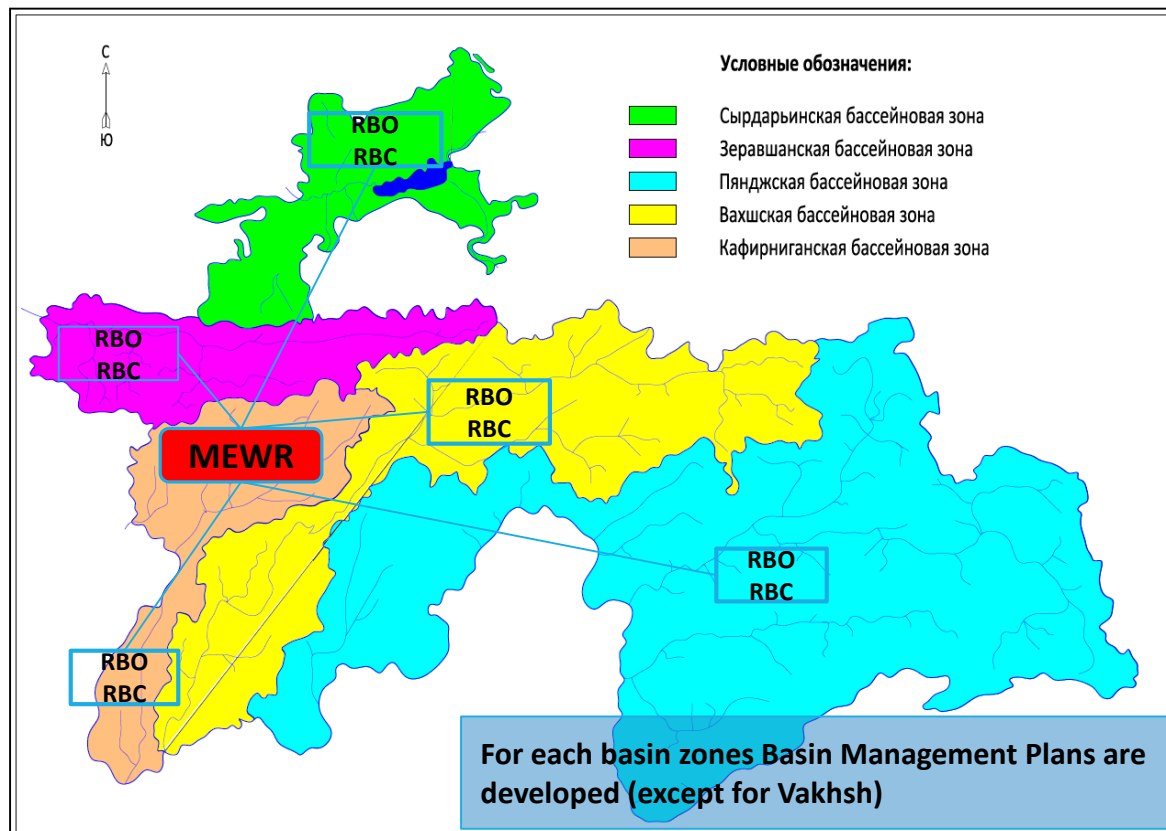 С
Ю
Условные обозначения:
Сырдарьинская бассейновая зона
Зеравшанская бассейновая зона
Пянджская бассейновая зона
Вахшская бассейновая зона
Кафирниганская бассейновая зона
RBO
RBC
RBO
RBC
RBO
RBC
MEWR
RBO
RBC
RBO
RBC
For each basin zones Basin Management Plans are
developed (except for Vakhsh)